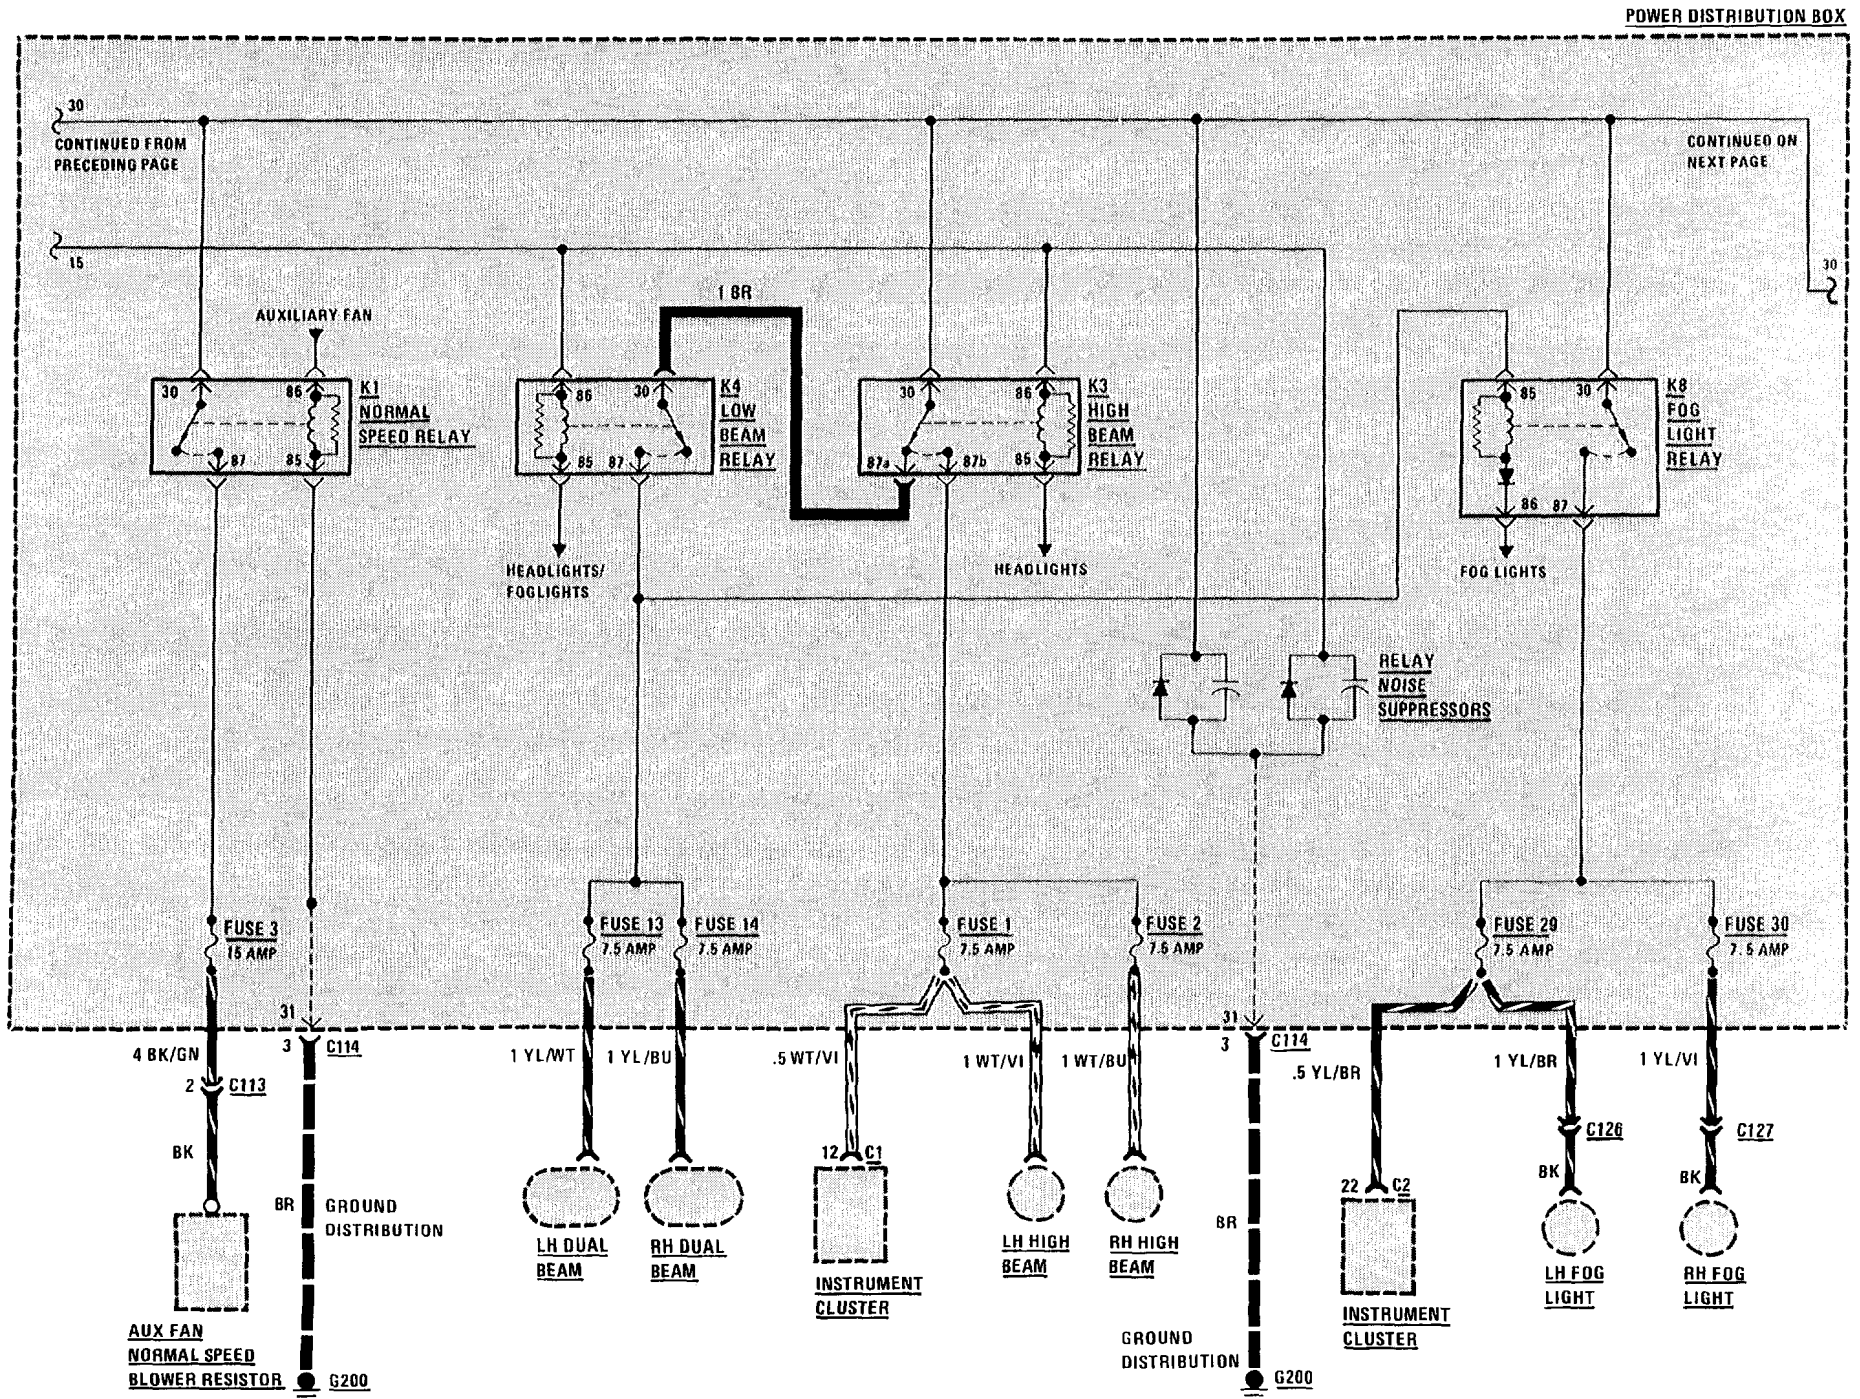 POWER DISTRIBUTION BOX
30
CONTINUED FROM
PRECEDING PAGE
CONTINUED ON
NEXT PAGE
15
30
1 BR
AUXILIARY FAN
30
86
K1
NORMAL
SPEED RELAY
87
85
86
30
K4
LOW
BEAM
RELAY
85
87
30
86
K3
HIGH
BEAM
RELAY
87a
87b
85
85
30
K8
FOG
LIGHT
RELAY
86
87
HEADLIGHTS/
FOGLIGHTS
HEADLIGHTS
FOG LIGHTS
RELAY
NOISE
SUPPRESSORS
FUSE 3
15 AMP
FUSE 13
7.5 AMP
FUSE 14
7.5 AMP
FUSE 1
7.5 AMP
FUSE 2
7.5 AMP
FUSE 29
7.5 AMP
FUSE 30
7.5 AMP
31
31
4 BK/GN
3
C114
1 YL/WT
1 YL/BU
.5 WT/VI
1 WT/VI
1 WT/BU
3
C114
.5 YL/BR
1 YL/BR
1 YL/VI
2
C113
C126
C127
BK
12
C1
BK
BK
22
C2
BR
GROUND
DISTRIBUTION
BR
LH DUAL
BEAM
RH DUAL
BEAM
INSTRUMENT
CLUSTER
LH HIGH
BEAM
RH HIGH
BEAM
LH FOG
LIGHT
RH FOG
LIGHT
INSTRUMENT
CLUSTER
AUX FAN
NORMAL SPEED
BLOWER RESISTOR
G200
GROUND
DISTRIBUTION
G200